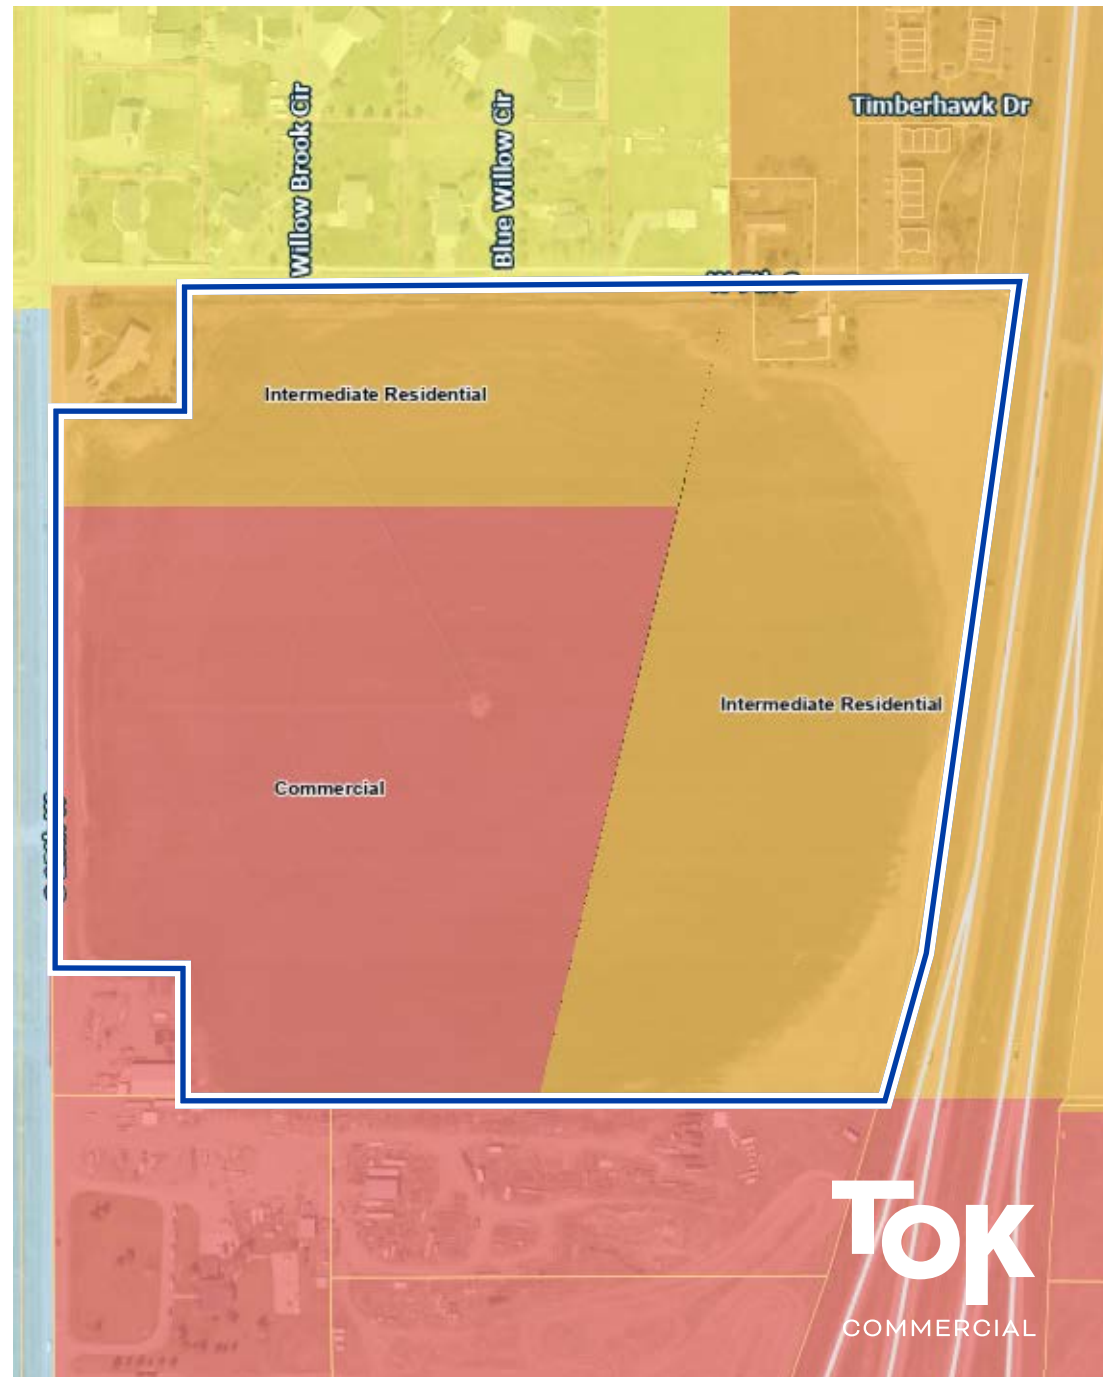 Willow Brook Cir
Blue Willow Cir
Timberhawk Dr
Intermediate Residential
Intermediate Residential
Commercial
TOK
COMMERCIAL